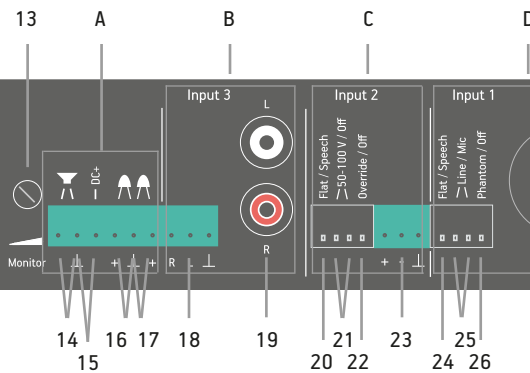 13 A B C D
Input 3
Input 2
Input 1
L
DC+
Flat / Speech
50-100 V / Off
Override / Off
Flat / Speech
Line / Mic
Phantom / Off
R
Monitor
+ - + R L
+ -
14 16 17 18 19 21 23 25
15 20 22 24 26